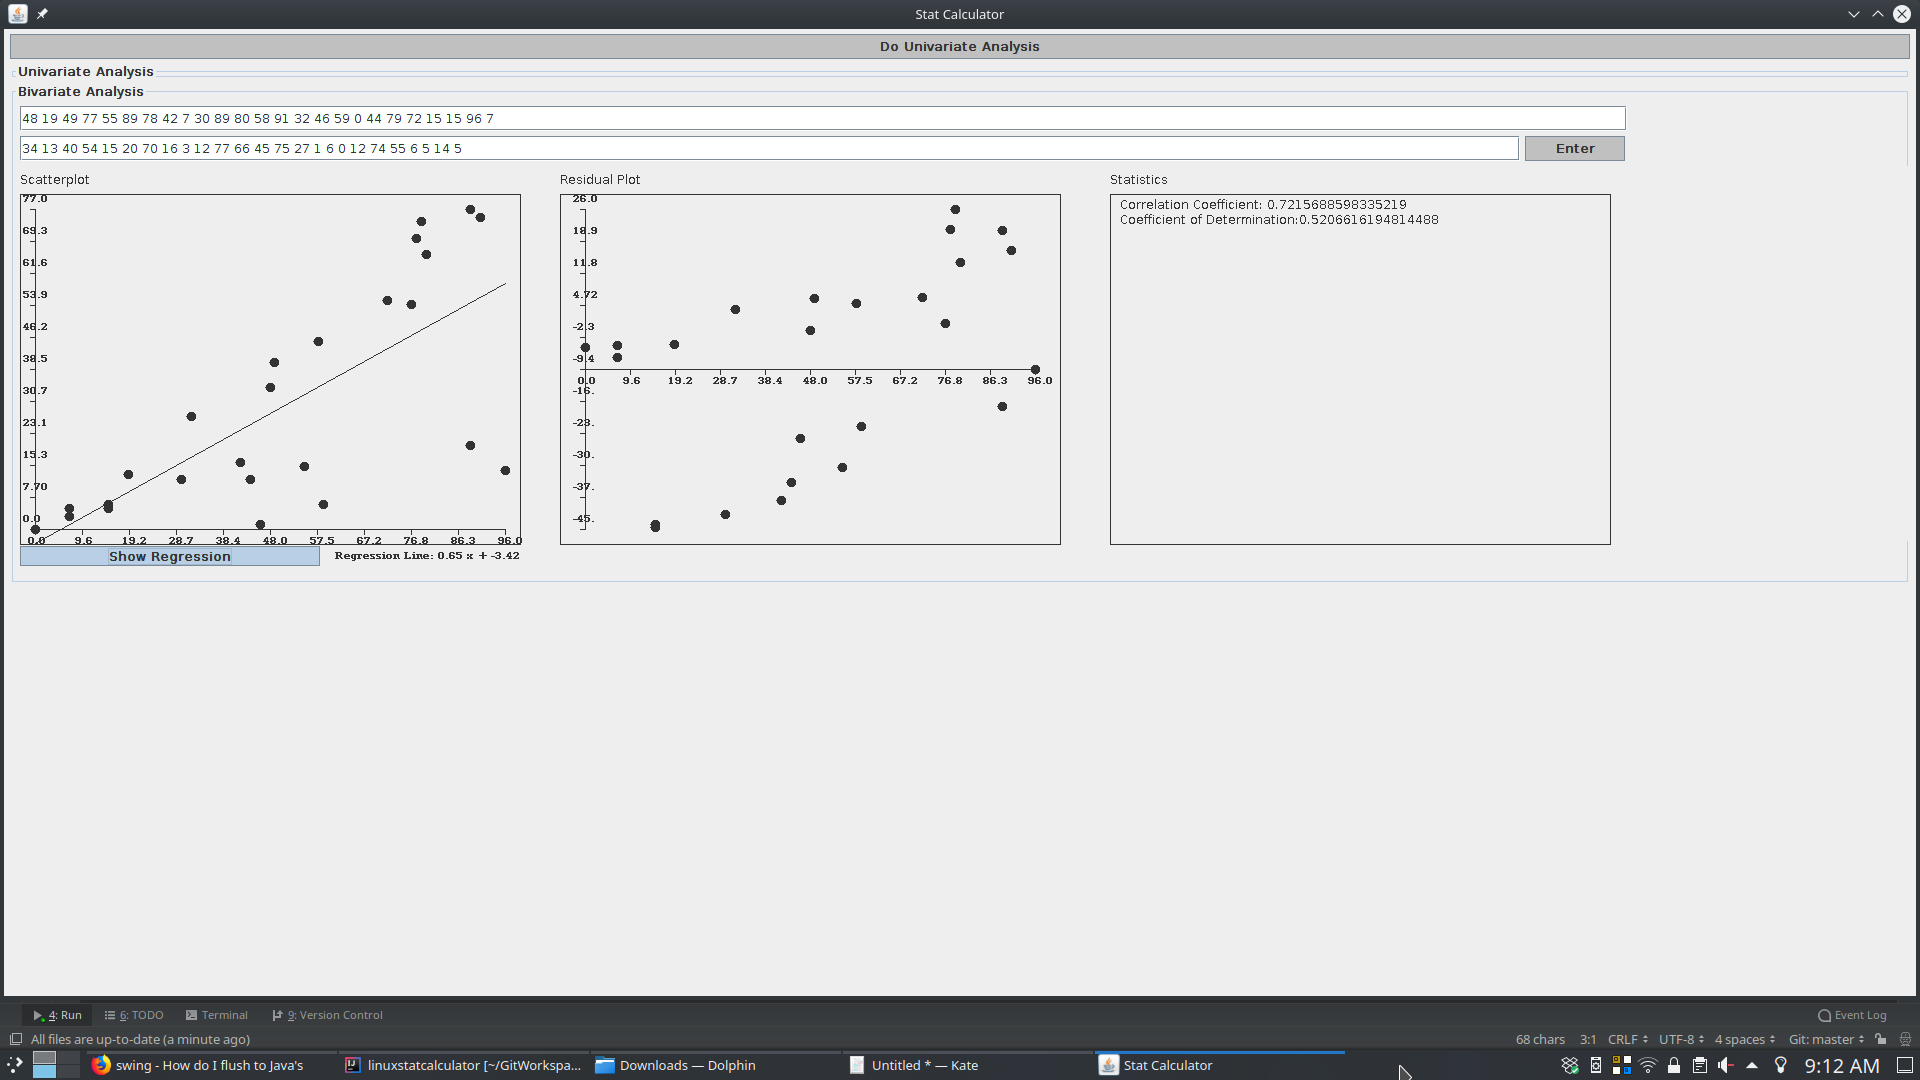 Stat Calculator
Do Univariate Analysis
Univariate Analysis
Bivariate Analysis
48 19 49 77 55 89 78 42 7 30 89 80 58 91 32 46 59 0 44 79 72 15 15 96 7
34 13 40 54 15 20 70 16 3 12 77 66 45 75 27 1 6 0 12 74 55 6 5 14 5
Enter
Scatterplot
77.0
69.3
61.6
53.9
46.2
38.5
30.7
23.1
15.3
7.70
0.0
0.0 9.6 19.2 28.7 38.4 48.0 57.5 67.2 76.8 86.3 96.0
Show Regression
Regression Line: 0.65 x + -3.42
Residual Plot
26.0
18.9
11.8
4.72
-2.3
-9.4
0.0 9.6 19.2 28.7 38.4 48.0 57.5 67.2 76.8 86.3 96.0
-16.
-23.
-30.
-37.
-45.
Statistics
Correlation Coefficient: 0.7215688598335219
Coefficient of Determination:0.5206616194814488
4: Run
6: TODO
Terminal
9: Version Control
Event Log
All files are up-to-date (a minute ago)
68 chars
3:1
CRLF
UTF-8
4 spaces
Git: master
swing - How do I flush to Java's
linuxstatcalculator [~/GitWorkspa...
Downloads — Dolphin
Untitled * — Kate
Stat Calculator
9:12 AM